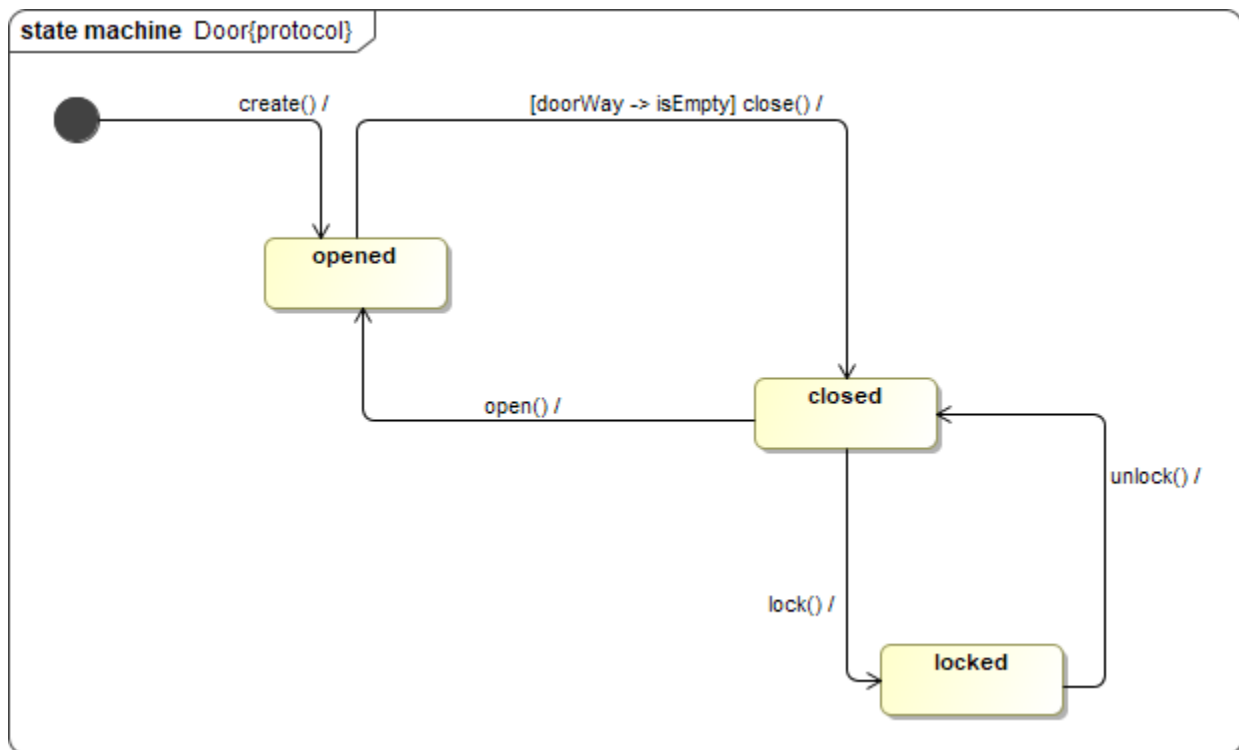 state machine Door{protocol}
create() /
[doorWay -> isEmpty] close() /
opened
closed
open() /
unlock() /
lock() /
locked